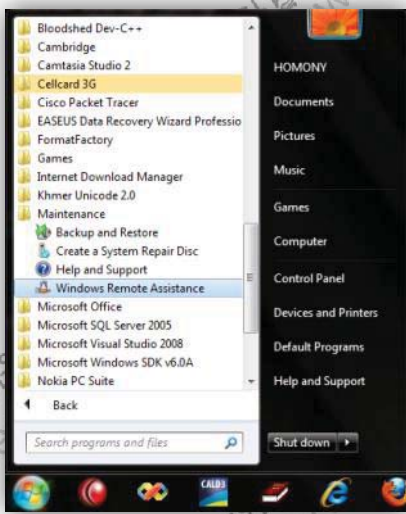 Bloodshed Dev-C++
Cambridge
Camtasia Studio 2
Cellcard 3G
Cisco Packet Tracer
EASEUS Data Recovery Wizard Professio
FormatFactory
Games
Internet Download Manager
Khmer Unicode 2.0
Maintenance
Backup and Restore
Create a System Repair Disc
Help and Support
Windows Remote Assistance
Microsoft Office
Microsoft SQL Server 2005
Microsoft Visual Studio 2008
Microsoft Windows SDK v6.0A
Nokia PC Suite
Back
Search programs and files
HOMONY
Documents
Pictures
Music
Games
Computer
Control Panel
Devices and Printers
Default Programs
Help and Support
Shut down
CALD3